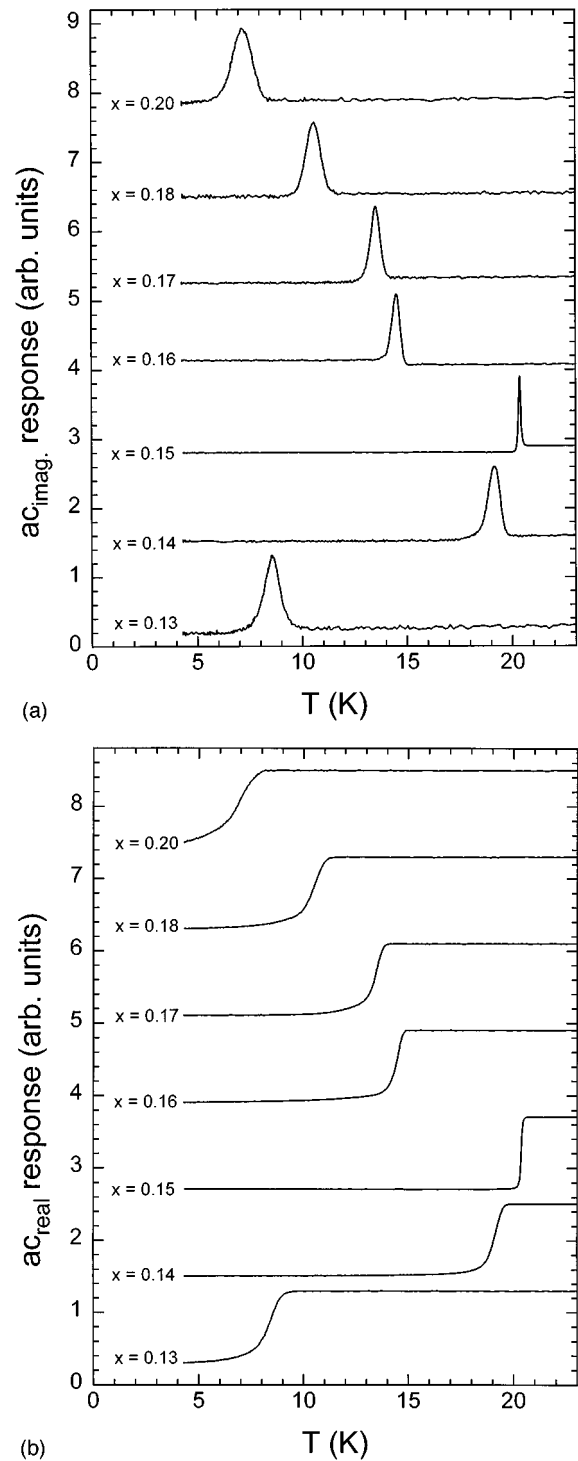 9
8
7
6
5
4
3
2
1
0
ac_imag. response (arb. units)
x = 0.20
x = 0.18
x = 0.17
x = 0.16
x = 0.15
x = 0.14
x = 0.13
0 5 10 15 20
T (K)
(a)
8
7
6
5
4
3
2
1
0
ac_real response (arb. units)
x = 0.20
x = 0.18
x = 0.17
x = 0.16
x = 0.15
x = 0.14
x = 0.13
0 5 10 15 20
T (K)
(b)